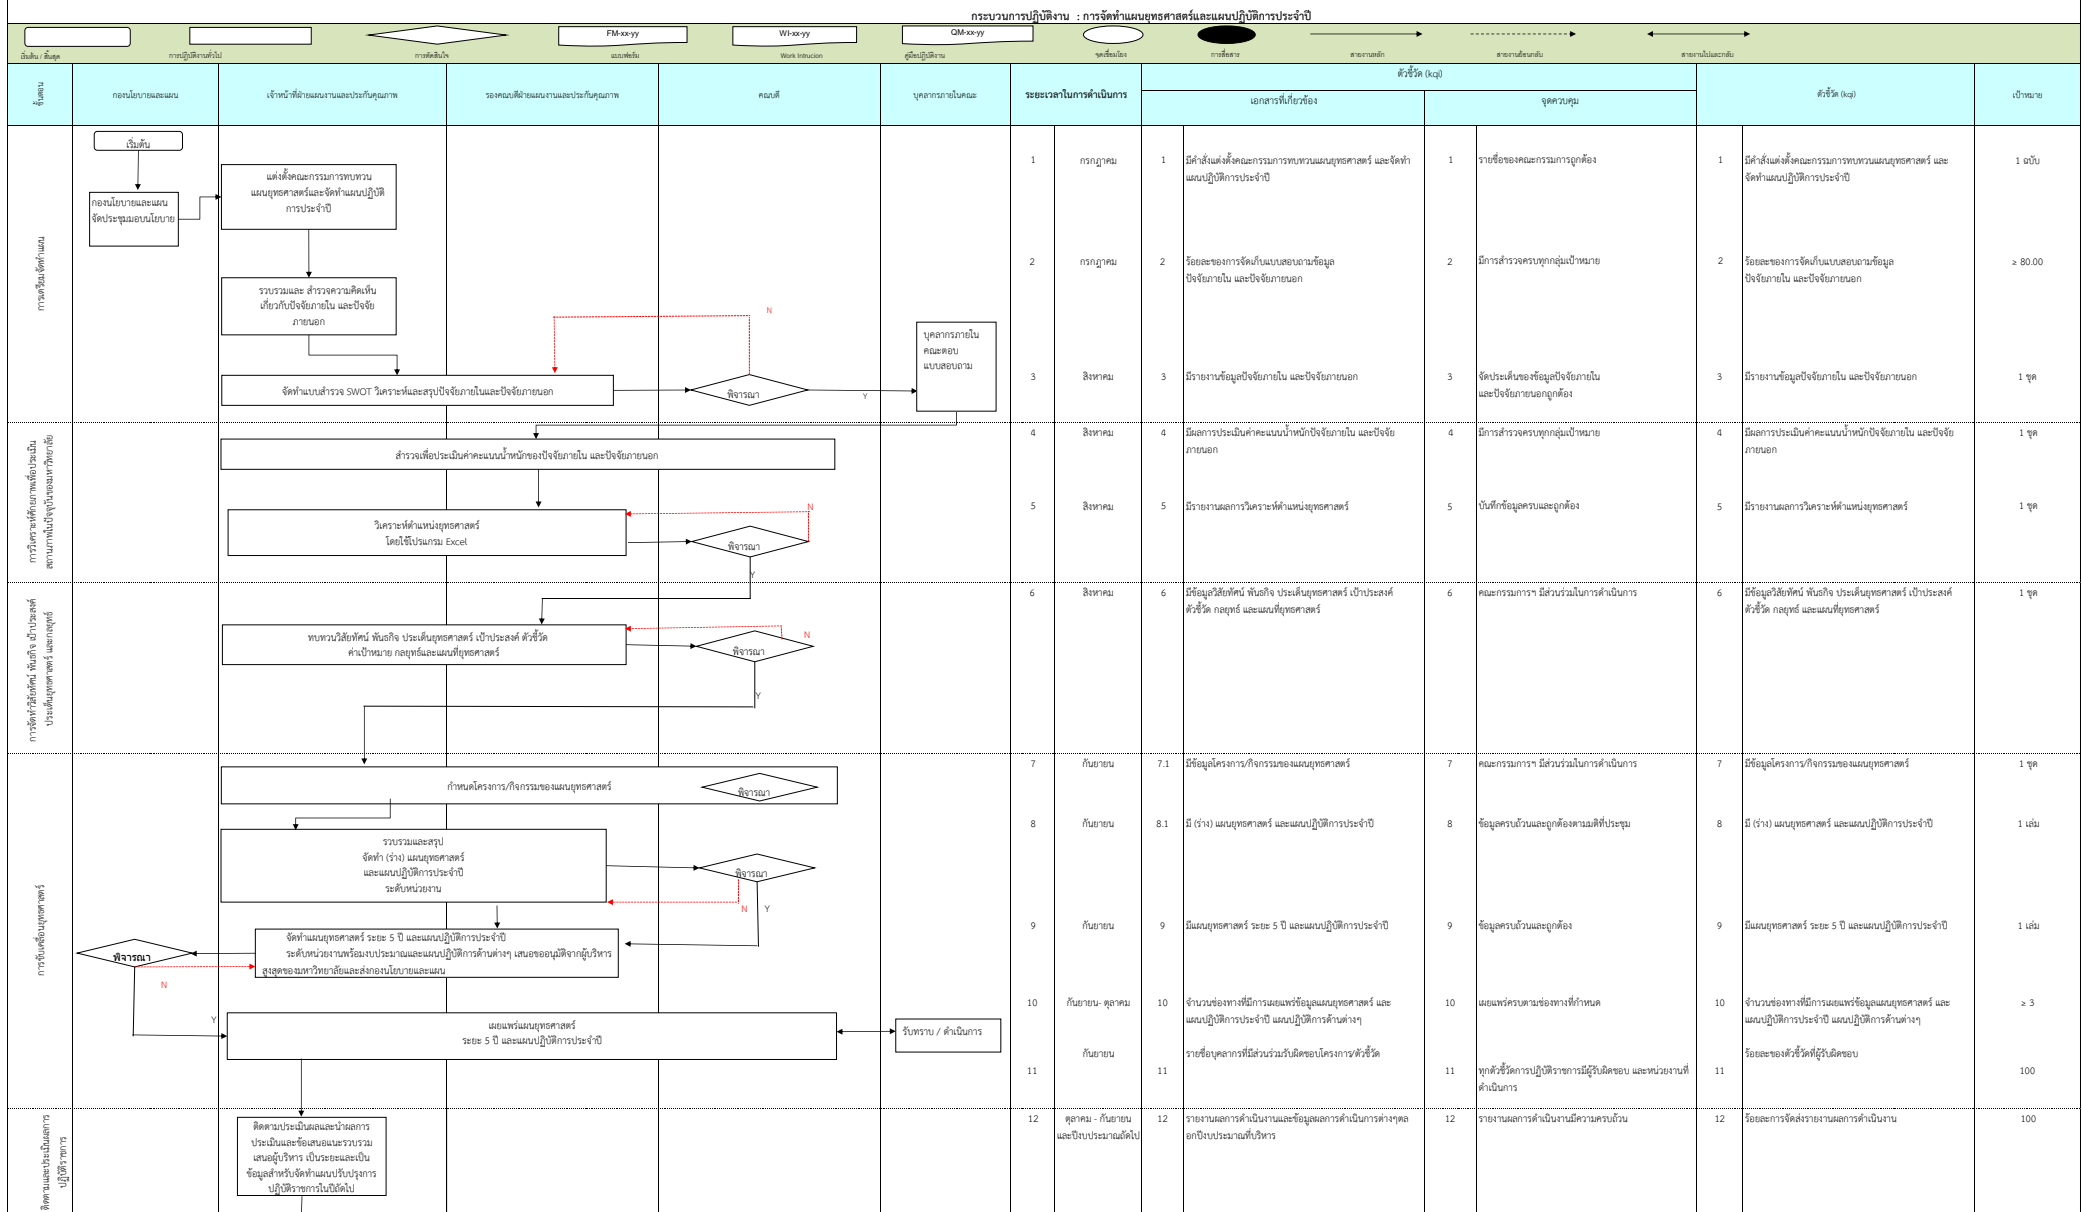 กระบวนการปฏิบัติงาน : การจัดทำแผนยุทธศาสตร์และแผนปฏิบัติการประจำปี
FM-xx-yy
WI-xx-yy
QM-xx-yy
เริ่มต้น / สิ้นสุด
การปฏิบัติงานทั่วไป
การตัดสินใจ
แบบฟอร์ม
Work Intrucion
คู่มือปฏิบัติงาน
จุดเชื่อมโยง
การสื่อสาร
สายงานหลัก
สายงานย้อนกลับ
สายงานไปและกลับ
ขั้นตอน
กองนโยบายและแผน
เจ้าหน้าที่ฝ่ายแผนงานและประกันคุณภาพ
รองคณบดีฝ่ายแผนงานและประกันคุณภาพ
คณบดี
บุคลากรภายในคณะ
ระยะเวลาในการดำเนินการ
ตัวชี้วัด (kqi)
เอกสารที่เกี่ยวข้อง
จุดควบคุม
ตัวชี้วัด (kqi)
เป้าหมาย
การเตรียมจัดทำแผน
เริ่มต้น
กองนโยบายและแผน
จัดประชุมมอบนโยบาย
แต่งตั้งคณะกรรมการทบทวน
แผนยุทธศาสตร์และจัดทำแผนปฏิบัติ
การประจำปี
รวบรวมและ สำรวจความคิดเห็น
เกี่ยวกับปัจจัยภายใน และปัจจัย
ภายนอก
จัดทำแบบสำรวจ SWOT วิเคราะห์และสรุปปัจจัยภายในและปัจจัยภายนอก
N
พิจารณา
Y
บุคลากรภายใน
คณะตอบ
แบบสอบถาม
1 กรกฎาคม 1 มีคำสั่งแต่งตั้งคณะกรรมการทบทวนแผนยุทธศาสตร์ และจัดทำ 1 รายชื่อของคณะกรรมการถูกต้อง 1 มีคำสั่งแต่งตั้งคณะกรรมการทบทวนแผนยุทธศาสตร์ และ 1 ฉบับ
แผนปฏิบัติการประจำปี จัดทำแผนปฏิบัติการประจำปี
2 กรกฎาคม 2 ร้อยละของการจัดเก็บแบบสอบถามข้อมูล 2 มีการสำรวจครบทุกกลุ่มเป้าหมาย 2 ร้อยละของการจัดเก็บแบบสอบถามข้อมูล ≥ 80.00
ปัจจัยภายใน และปัจจัยภายนอก ปัจจัยภายใน และปัจจัยภายนอก
3 สิงหาคม 3 มีรายงานข้อมูลปัจจัยภายใน และปัจจัยภายนอก 3 จัดประเด็นของข้อมูลปัจจัยภายใน 3 มีรายงานข้อมูลปัจจัยภายใน และปัจจัยภายนอก 1 ชุด
และปัจจัยภายนอกถูกต้อง
การวิเคราะห์ศักยภาพเพื่อประเมิน
สถานภาพในปัจจุบันของมหาวิทยาลัย
สำรวจเพื่อประเมินค่าคะแนนน้ำหนักของปัจจัยภายใน และปัจจัยภายนอก
วิเคราะห์ตำแหน่งยุทธศาสตร์
โดยใช้โปรแกรม Excel
N
พิจารณา
Y
4 สิงหาคม 4 มีผลการประเมินค่าคะแนนน้ำหนักปัจจัยภายใน และปัจจัย 4 มีการสำรวจครบทุกกลุ่มเป้าหมาย 4 มีผลการประเมินค่าคะแนนน้ำหนักปัจจัยภายใน และปัจจัย 1 ชุด
ภายนอก ภายนอก
5 สิงหาคม 5 มีรายงานผลการวิเคราะห์ตำแหน่งยุทธศาสตร์ 5 บันทึกข้อมูลครบและถูกต้อง 5 มีรายงานผลการวิเคราะห์ตำแหน่งยุทธศาสตร์ 1 ชุด
การจัดทำวิสัยทัศน์ พันธกิจ เป้าประสงค์
ประเด็นยุทธศาสตร์ และกลยุทธ์
ทบทวนวิสัยทัศน์ พันธกิจ ประเด็นยุทธศาสตร์ เป้าประสงค์ ตัวชี้วัด
ค่าเป้าหมาย กลยุทธ์และแผนที่ยุทธศาสตร์
N
พิจารณา
Y
6 สิงหาคม 6 มีข้อมูลวิสัยทัศน์ พันธกิจ ประเด็นยุทธศาสตร์ เป้าประสงค์ 6 คณะกรรมการฯ มีส่วนร่วมในการดำเนินการ 6 มีข้อมูลวิสัยทัศน์ พันธกิจ ประเด็นยุทธศาสตร์ เป้าประสงค์ 1 ชุด
ตัวชี้วัด กลยุทธ์ และแผนที่ยุทธศาสตร์ ตัวชี้วัด กลยุทธ์ และแผนที่ยุทธศาสตร์
การขับเคลื่อนยุทธศาสตร์
กำหนดโครงการ/กิจกรรมของแผนยุทธศาสตร์
พิจารณา
รวบรวมและสรุป
จัดทำ (ร่าง) แผนยุทธศาสตร์
และแผนปฏิบัติการประจำปี
ระดับหน่วยงาน
พิจารณา
N Y
จัดทำแผนยุทธศาสตร์ ระยะ 5 ปี และแผนปฏิบัติการประจำปี
ระดับหน่วยงานพร้อมงบประมาณและแผนปฏิบัติการด้านต่างๆ เสนอขออนุมัติจากผู้บริหาร
สูงสุดของมหาวิทยาลัยและส่งกองนโยบายและแผน
พิจารณา
N
Y
เผยแพร่แผนยุทธศาสตร์
ระยะ 5 ปี และแผนปฏิบัติการประจำปี
รับทราบ / ดำเนินการ
7 กันยายน 7.1 มีข้อมูลโครงการ/กิจกรรมของแผนยุทธศาสตร์ 7 คณะกรรมการฯ มีส่วนร่วมในการดำเนินการ 7 มีข้อมูลโครงการ/กิจกรรมของแผนยุทธศาสตร์ 1 ชุด
8 กันยายน 8.1 มี (ร่าง) แผนยุทธศาสตร์ และแผนปฏิบัติการประจำปี 8 ข้อมูลครบถ้วนและถูกต้องตามมติที่ประชุม 8 มี (ร่าง) แผนยุทธศาสตร์ และแผนปฏิบัติการประจำปี 1 เล่ม
9 กันยายน 9 มีแผนยุทธศาสตร์ ระยะ 5 ปี และแผนปฏิบัติการประจำปี 9 ข้อมูลครบถ้วนและถูกต้อง 9 มีแผนยุทธศาสตร์ ระยะ 5 ปี และแผนปฏิบัติการประจำปี 1 เล่ม
10 กันยายน- ตุลาคม 10 จำนวนช่องทางที่มีการเผยแพร่ข้อมูลแผนยุทธศาสตร์ และ 10 เผยแพร่ครบตามช่องทางที่กำหนด 10 จำนวนช่องทางที่มีการเผยแพร่ข้อมูลแผนยุทธศาสตร์ และ ≥ 3
แผนปฏิบัติการประจำปี แผนปฏิบัติการด้านต่างๆ แผนปฏิบัติการประจำปี แผนปฏิบัติการด้านต่างๆ
กันยายน รายชื่อบุคลากรที่มีส่วนร่วมรับผิดชอบโครงการ/ตัวชี้วัด ร้อยละของตัวชี้วัดที่ผู้รับผิดชอบ
11 11 11 ทุกตัวชี้วัดการปฏิบัติราชการมีผู้รับผิดชอบ และหน่วยงานที่ 11 100
ดำเนินการ
ติดตามและประเมินผลการ
ปฏิบัติราชการ
ติดตามประเมินผลและนำผลการ
ประเมินและข้อเสนอแนะรวบรวม
เสนอผู้บริหาร เป็นระยะและเป็น
ข้อมูลสำหรับจัดทำแผนปรับปรุงการ
ปฏิบัติราชการในปีถัดไป
12 ตุลาคม - กันยายน 12 รายงานผลการดำเนินงานและข้อมูลผลการดำเนินการต่างๆตล 12 รายงานผลการดำเนินงานมีความครบถ้วน 12 ร้อยละการจัดส่งรายงานผลการดำเนินงาน 100
และปีงบประมาณถัดไป อกปีงบประมาณที่บริหาร